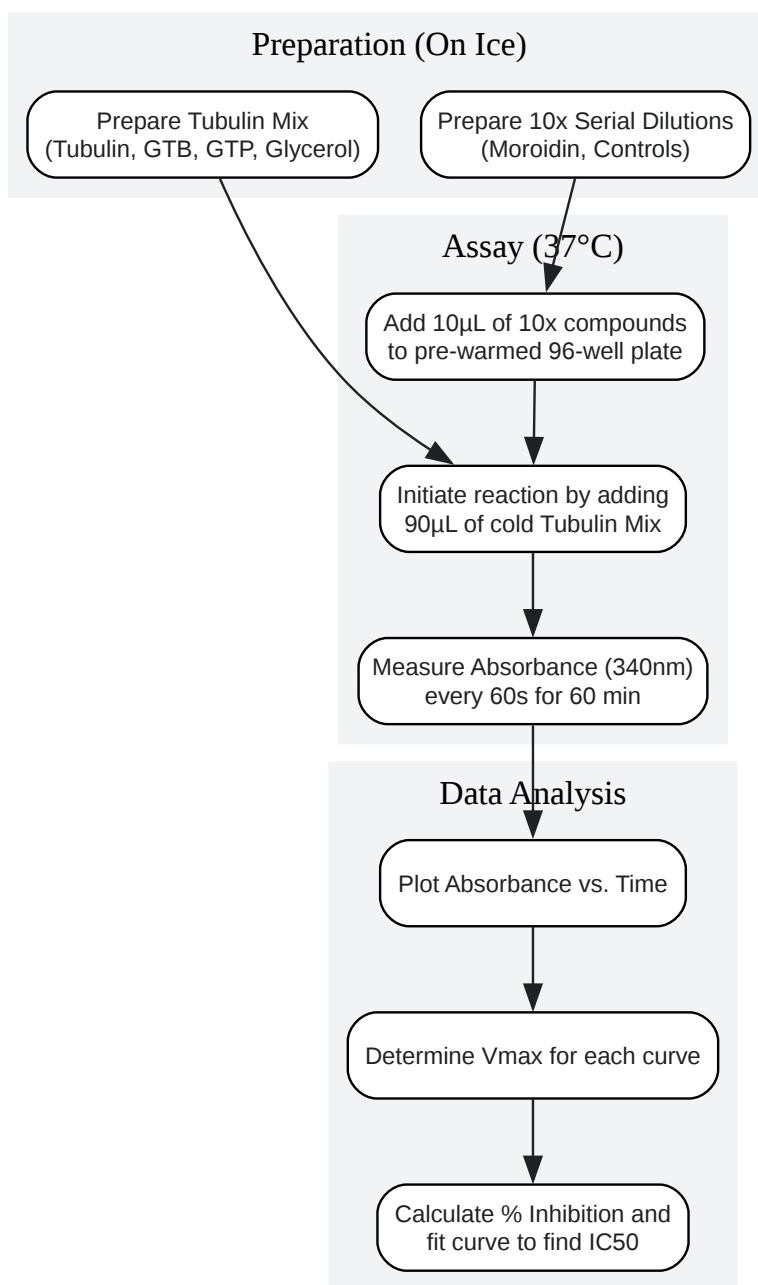 Preparation (On Ice)
Prepare Tubulin Mix
(Tubulin, GTB, GTP, Glycerol)
Prepare 10x Serial Dilutions
(Moroidin, Controls)
Assay (37°C)
Add 10µL of 10x compounds
to pre-warmed 96-well plate
Initiate reaction by adding
90µL of cold Tubulin Mix
Measure Absorbance (340nm)
every 60s for 60 min
Data Analysis
Plot Absorbance vs. Time
Determine Vmax for each curve
Calculate % Inhibition and
fit curve to find IC50